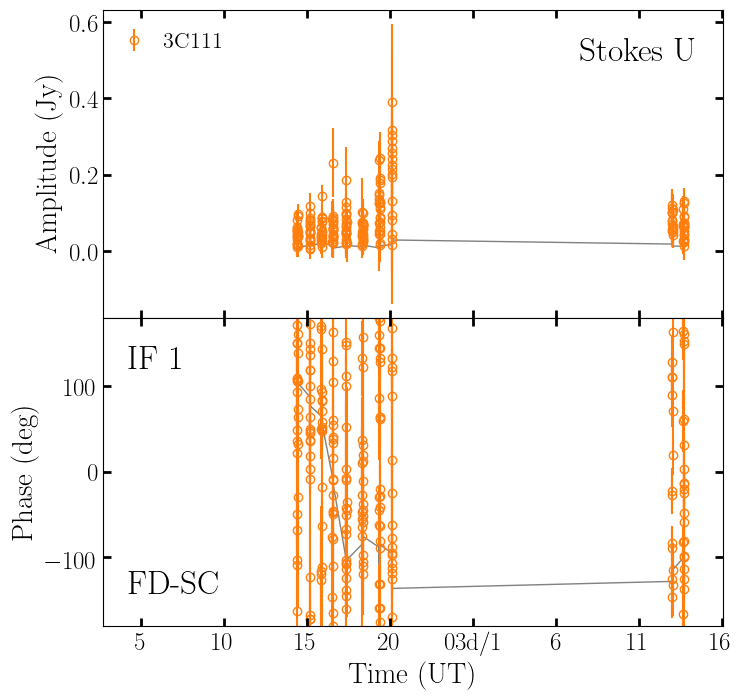 0.6
3C111
Stokes U
0.4
0.2
0.0
Amplitude (Jy)
IF 1
100
0
−100
Phase (deg)
FD-SC
5 10 15 20 03d/1 6 11 16
Time (UT)